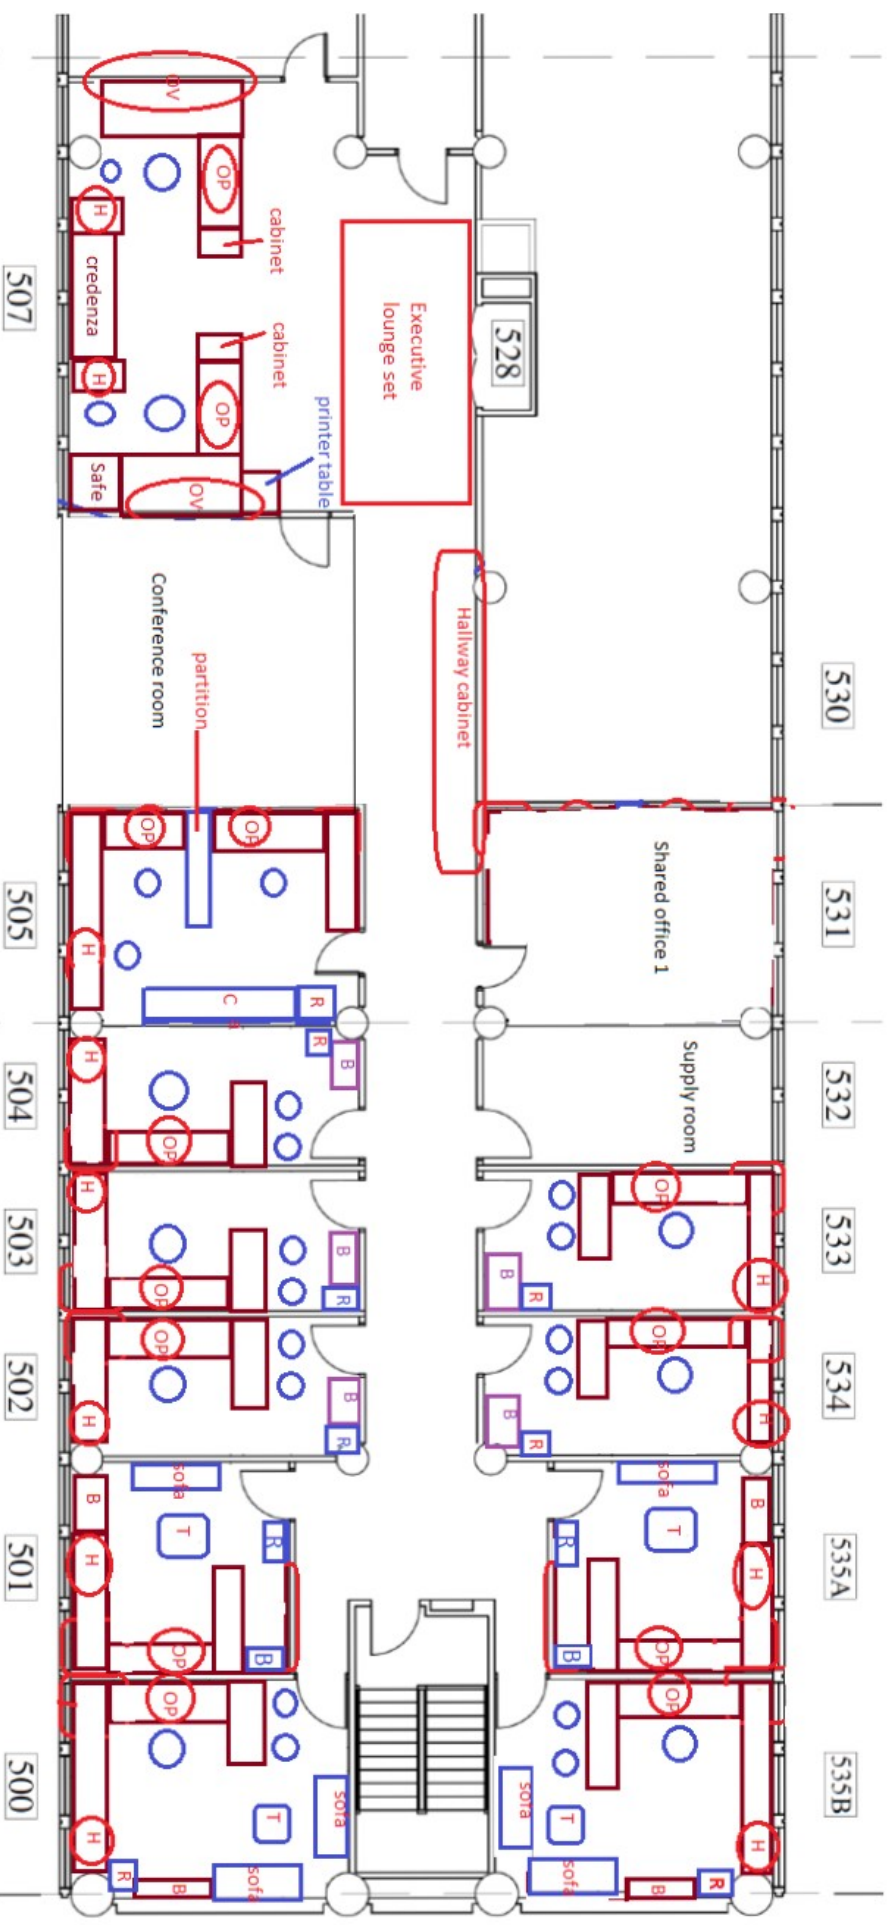 OV
OP
cabinet
H
credenza
507
cabinet
H
OP
printer table
Safe
OV
Executive
lounge set
528
Hallway cabinet
530
Conference room
partition
OP
OP
505
H
C
R
Shared office 1
531
Supply room
532
R
B
H
504
OP
H
503
B
OP
R
OP
533
B
R
H
OP
502
B
H
R
OP
534
B
H
R
sofa
B
T
R
H
501
OP
B
sofa
B
T
R
H
535A
OP
B
OP
500
T
sofa
H
R
B
sofa
OP
535B
sofa
T
H
sofa
B
R